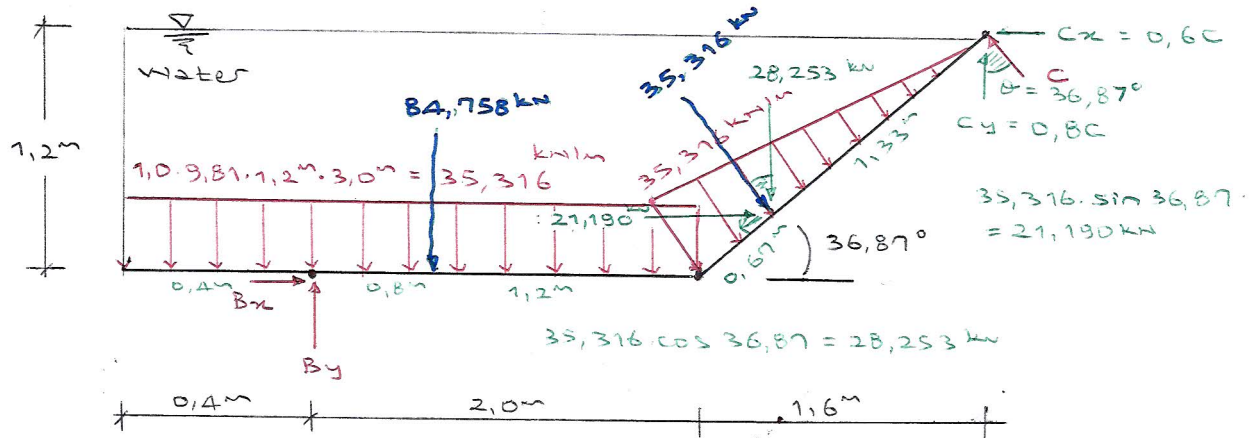 Cx = 0,6C
35,316 kN
28,253 kN
Water
C
θ = 36,87°
84,758 kN
Cy = 0,8C
35,316 kN/m
1,33m
1,2m
kN/m
1,0·9,81·1,2m·3,0m = 35,316
:21,190
35,316·sin 36,87
= 21,190 kN
36,87°
0,67m
0,4m
Bx
0,8m
1,2m
35,316·cos 36,87 = 28,253 kN
By
0,4m
2,0m
1,6m